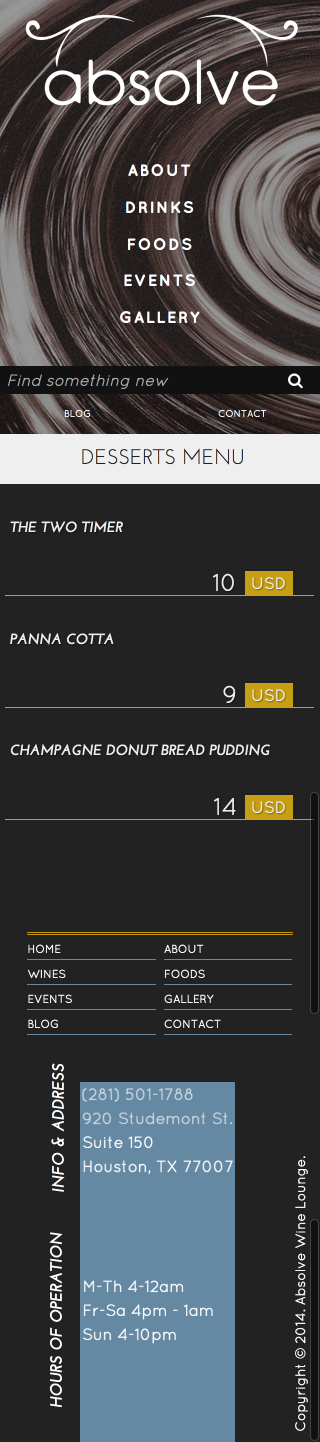 absolve
ABOUT
DRINKS
FOODS
EVENTS
GALLERY
Find something new
BLOG CONTACT
DESSERTS MENU
THE TWO TIMER
10 USD
PANNA COTTA
9 USD
CHAMPAGNE DONUT BREAD PUDDING
14 USD
HOME ABOUT
WINES FOODS
EVENTS GALLERY
BLOG CONTACT
INFO & ADDRESS
(281) 501-1788
920 Studemont St.
Suite 150
Houston, TX 77007
HOURS OF OPERATION
M-Th 4-12am
Fr-Sa 4pm - 1am
Sun 4-10pm
Copyright © 2014. Absolve Wine Lounge.